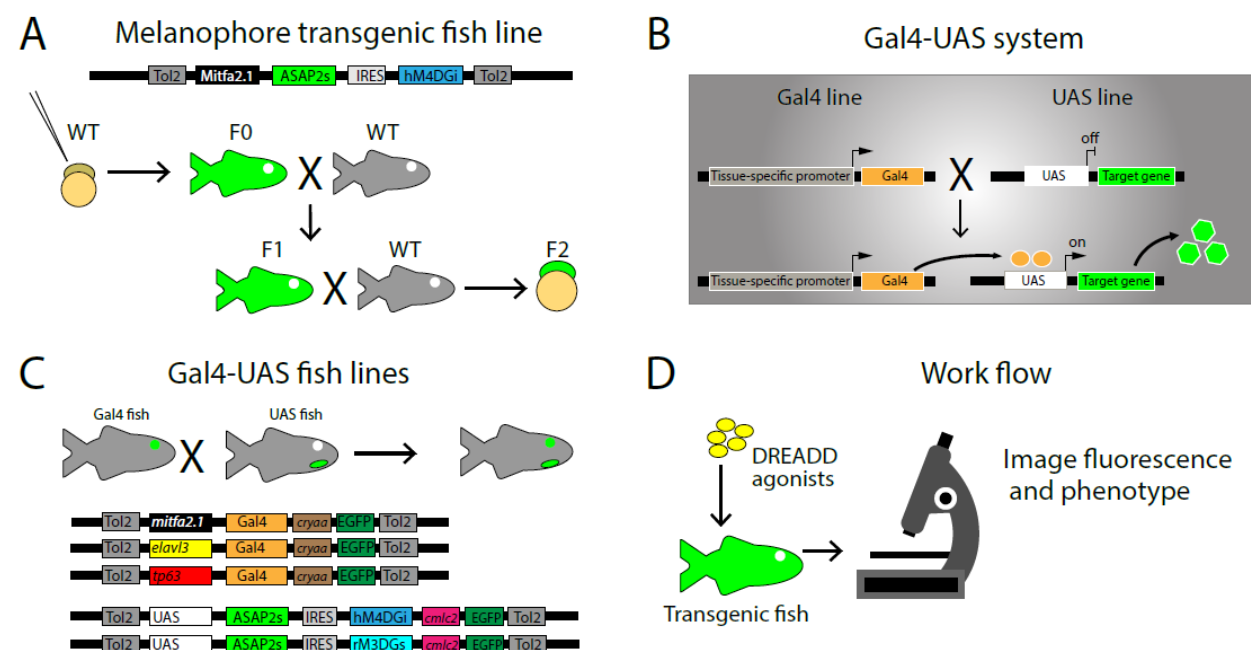 A
Melanophore transgenic fish line
Tol2 Mitfa2.1 ASAP2s IRES hM4DGi Tol2
WT
F0
WT
X
F1
WT
F2
X
B
Gal4-UAS system
Gal4 line
UAS line
off
Tissue-specific promoter Gal4 X UAS Target gene
on
Tissue-specific promoter Gal4 UAS Target gene
C
Gal4-UAS fish lines
Gal4 fish
UAS fish
X
Tol2 mitfa2.1 Gal4 cryaa EGFP Tol2
Tol2 elavl3 Gal4 cryaa EGFP Tol2
Tol2 tp63 Gal4 cryaa EGFP Tol2
Tol2 UAS ASAP2s IRES hM4DGi cmlc2 EGFP Tol2
Tol2 UAS ASAP2s IRES rM3DGs cmlc2 EGFP Tol2
D
Work flow
DREADD
agonists
Image fluorescence
and phenotype
Transgenic fish